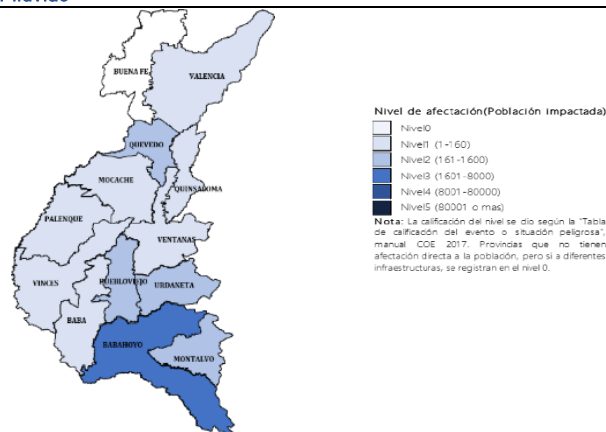 BUENA FE
VALENCIA
QUEVEDO
MOCACHE
QUINSALOMA
PALENQUE
VENTANAS
VINCES
PUEBLOVIEJO
URDANETA
BABA
BABAHOYO
MONTALVO
Nivel de afectación(Población impactada)
Nivel0
Nivel1 (1-160)
Nivel2 (161-1600)
Nivel3 (1601-8000)
Nivel4 (8001-80000)
Nivel5 (80001 o mas)
Nota: La calificación del nivel se dio según la "Tabla
de calificación del evento o situación peligrosa",
manual COE 2017. Provincias que no tienen
afectación directa a la población, pero si a diferentes
infraestructuras, se registran en el nivel 0.